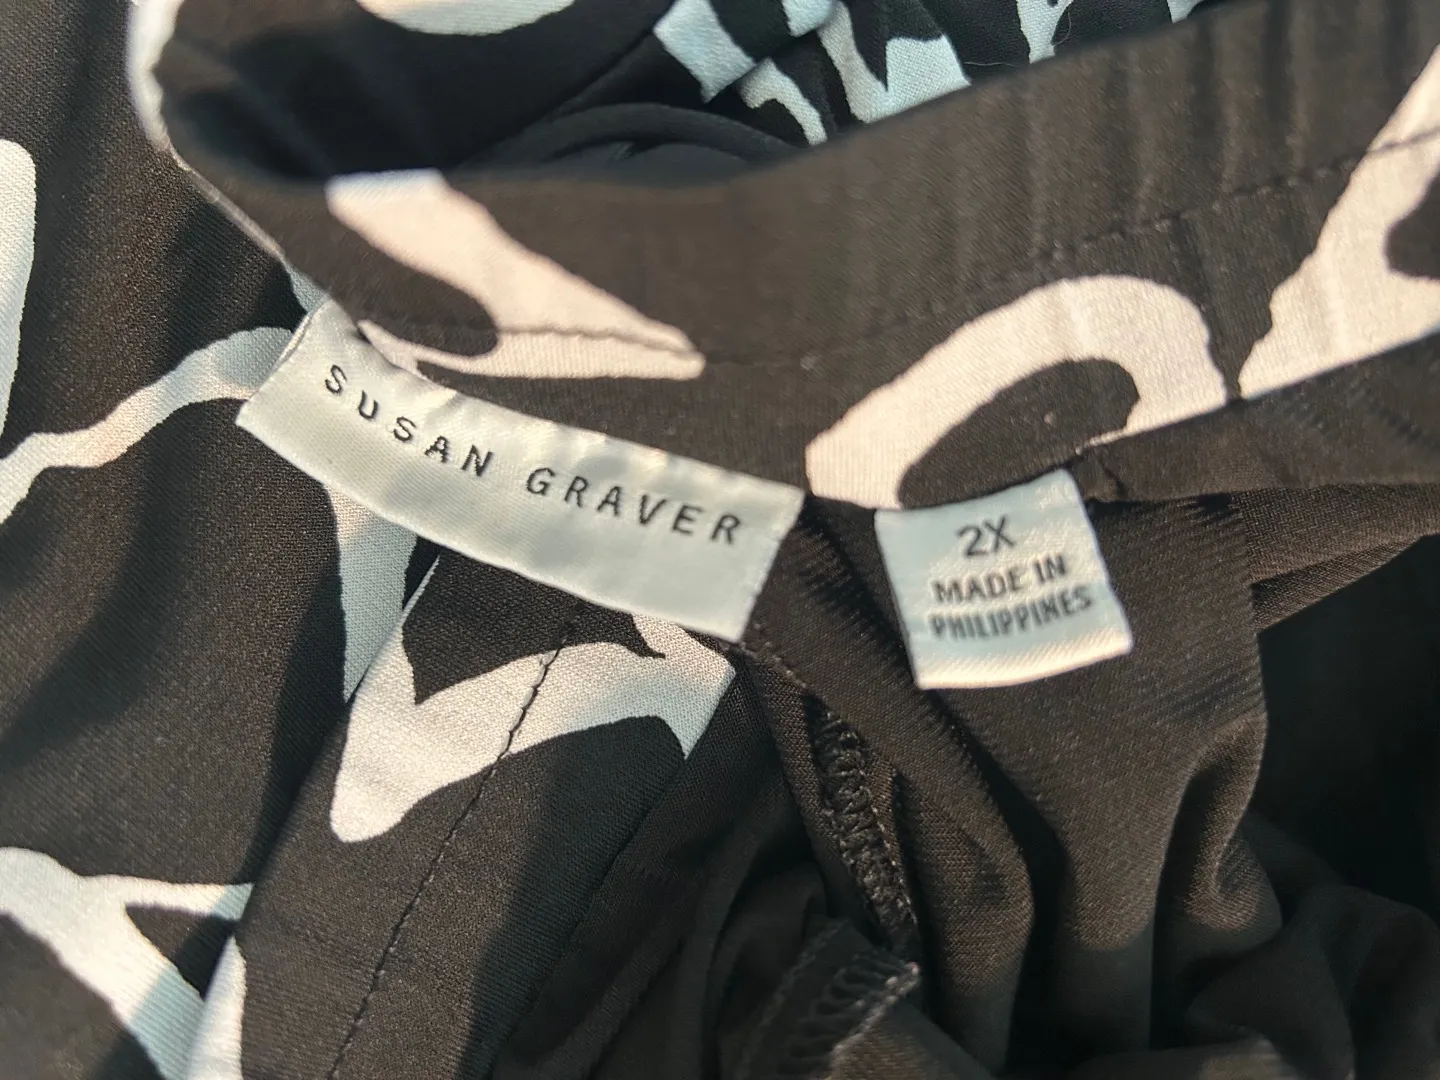 SUSAN GRAVER
2X
MADE IN
PHILIPPINES